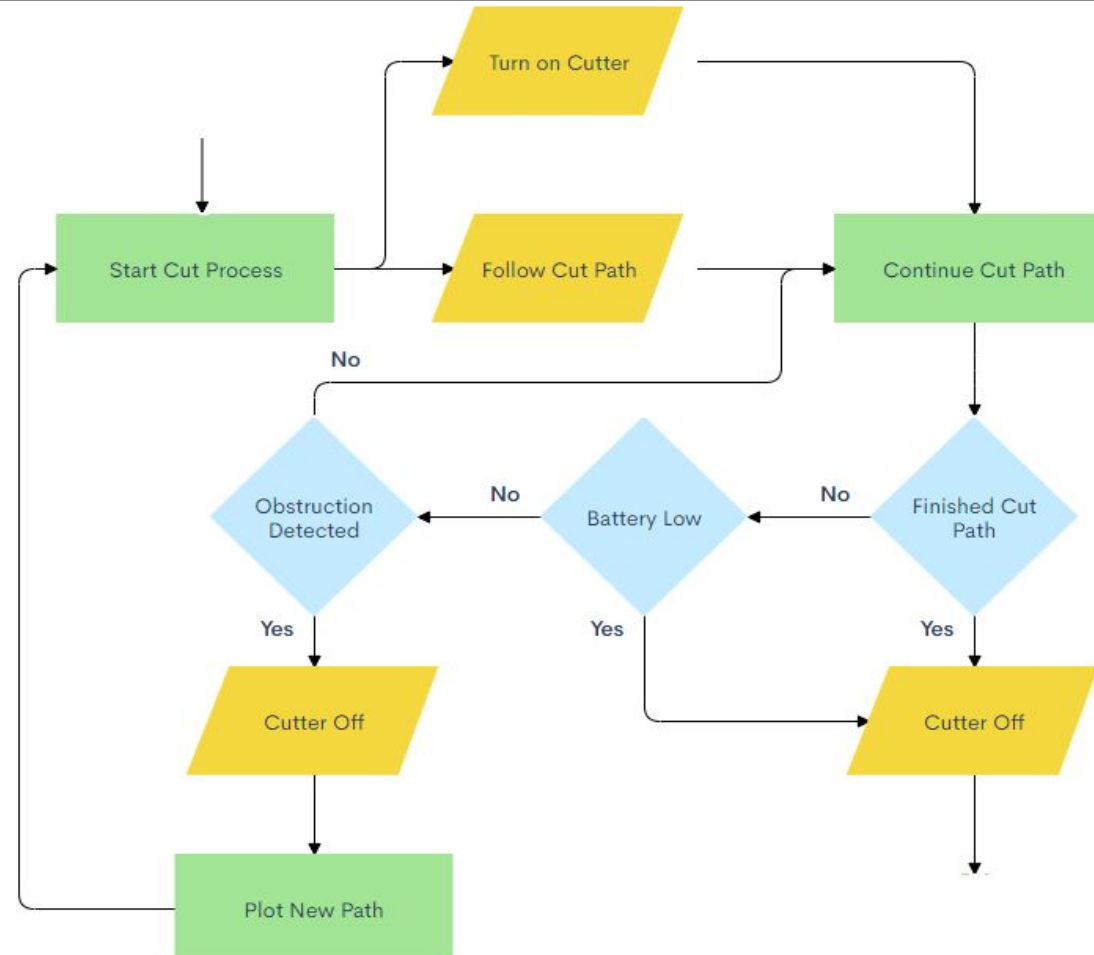 Turn on Cutter
Start Cut Process
Follow Cut Path
Continue Cut Path
No
No
No
Obstruction
Detected
Battery Low
Finished Cut
Path
Yes
Yes
Yes
Cutter Off
Cutter Off
Plot New Path